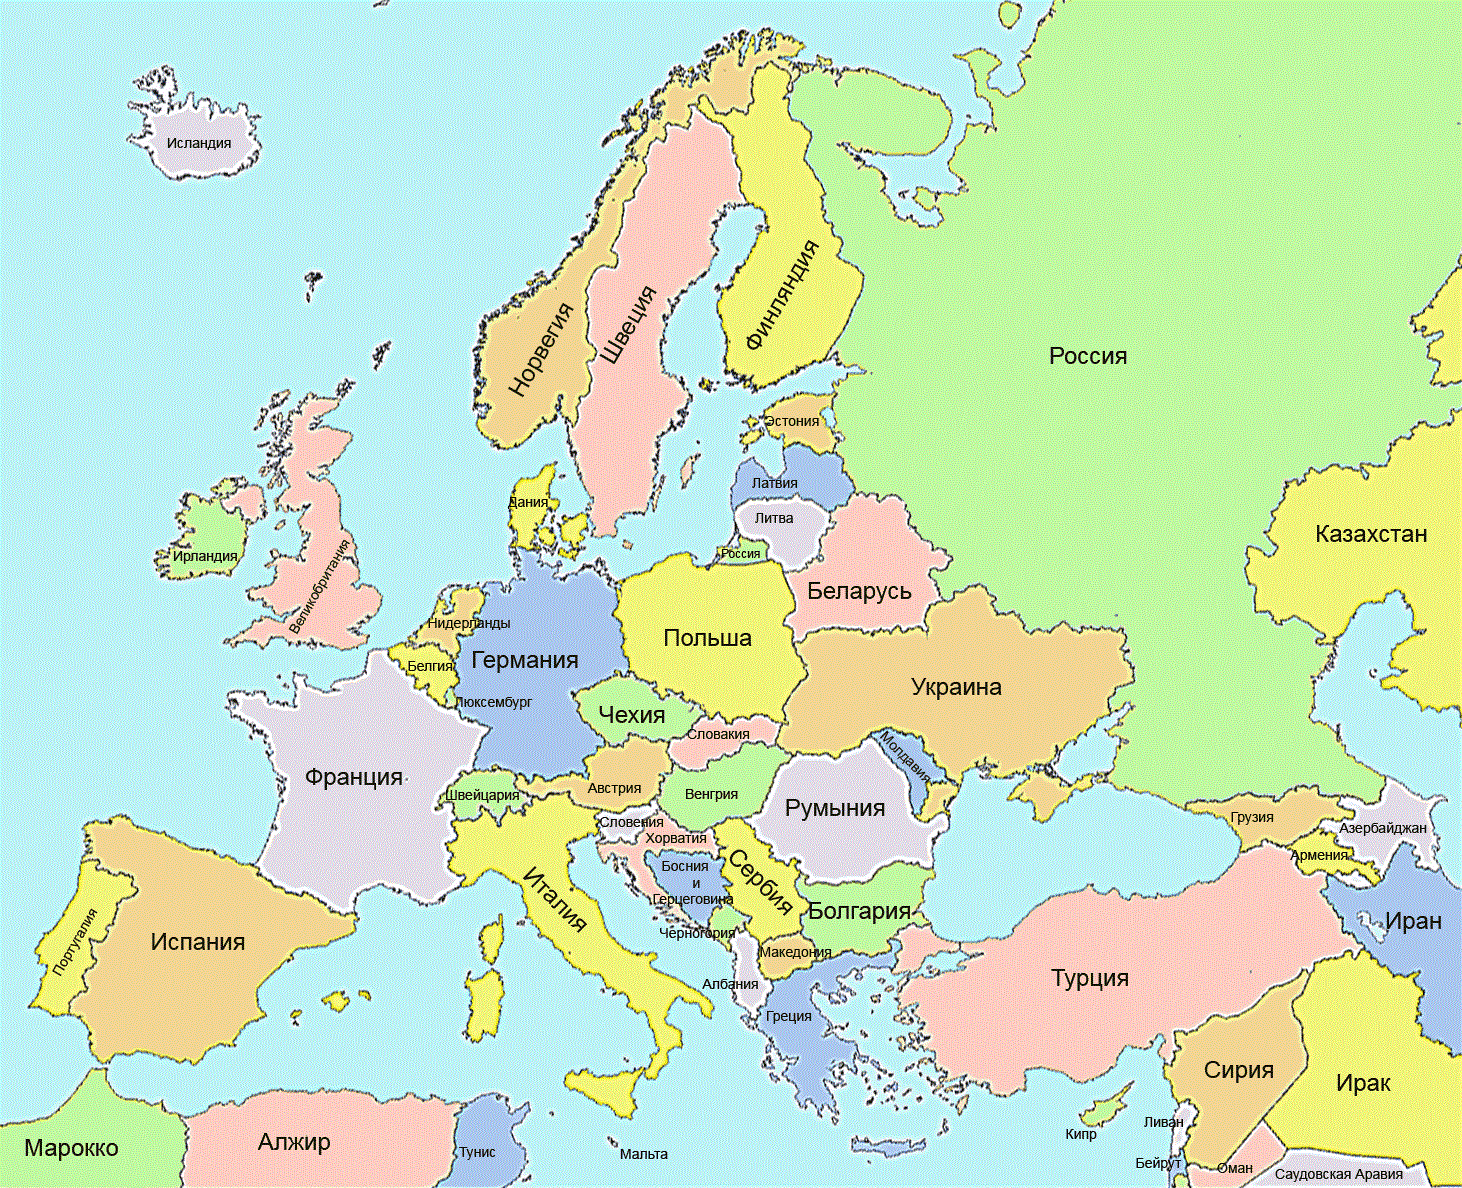 Исландия
Норвегия
Швеция
Финляндия
Россия
Эстония
Латвия
Литва
Россия
Дания
Ирландия
Великобритания
Казахстан
Беларусь
Нидерланды
Польша
Германия
Белгия
Люксембург
Украина
Чехия
Словакия
Молдавия
Франция
Швейцария
Австрия
Венгрия
Румыния
Словения
Хорватия
Грузия
Азербайджан
Армения
Босния
и
Герцеговина
Сербия
Италия
Болгария
Иран
Португалия
Испания
Черногория
Македония
Албания
Турция
Греция
Сирия
Ирак
Марокко
Алжир
Тунис
Мальта
Кипр
Ливан
Бейрут
Оман
Саудовская Аравия